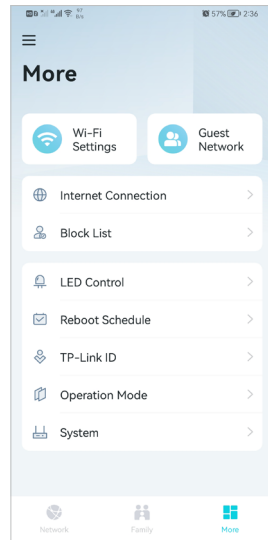 57% 2:36
More
Wi-Fi
Settings
Guest
Network
Internet Connection
Block List
LED Control
Reboot Schedule
TP-Link ID
Operation Mode
System
Network
Family
More